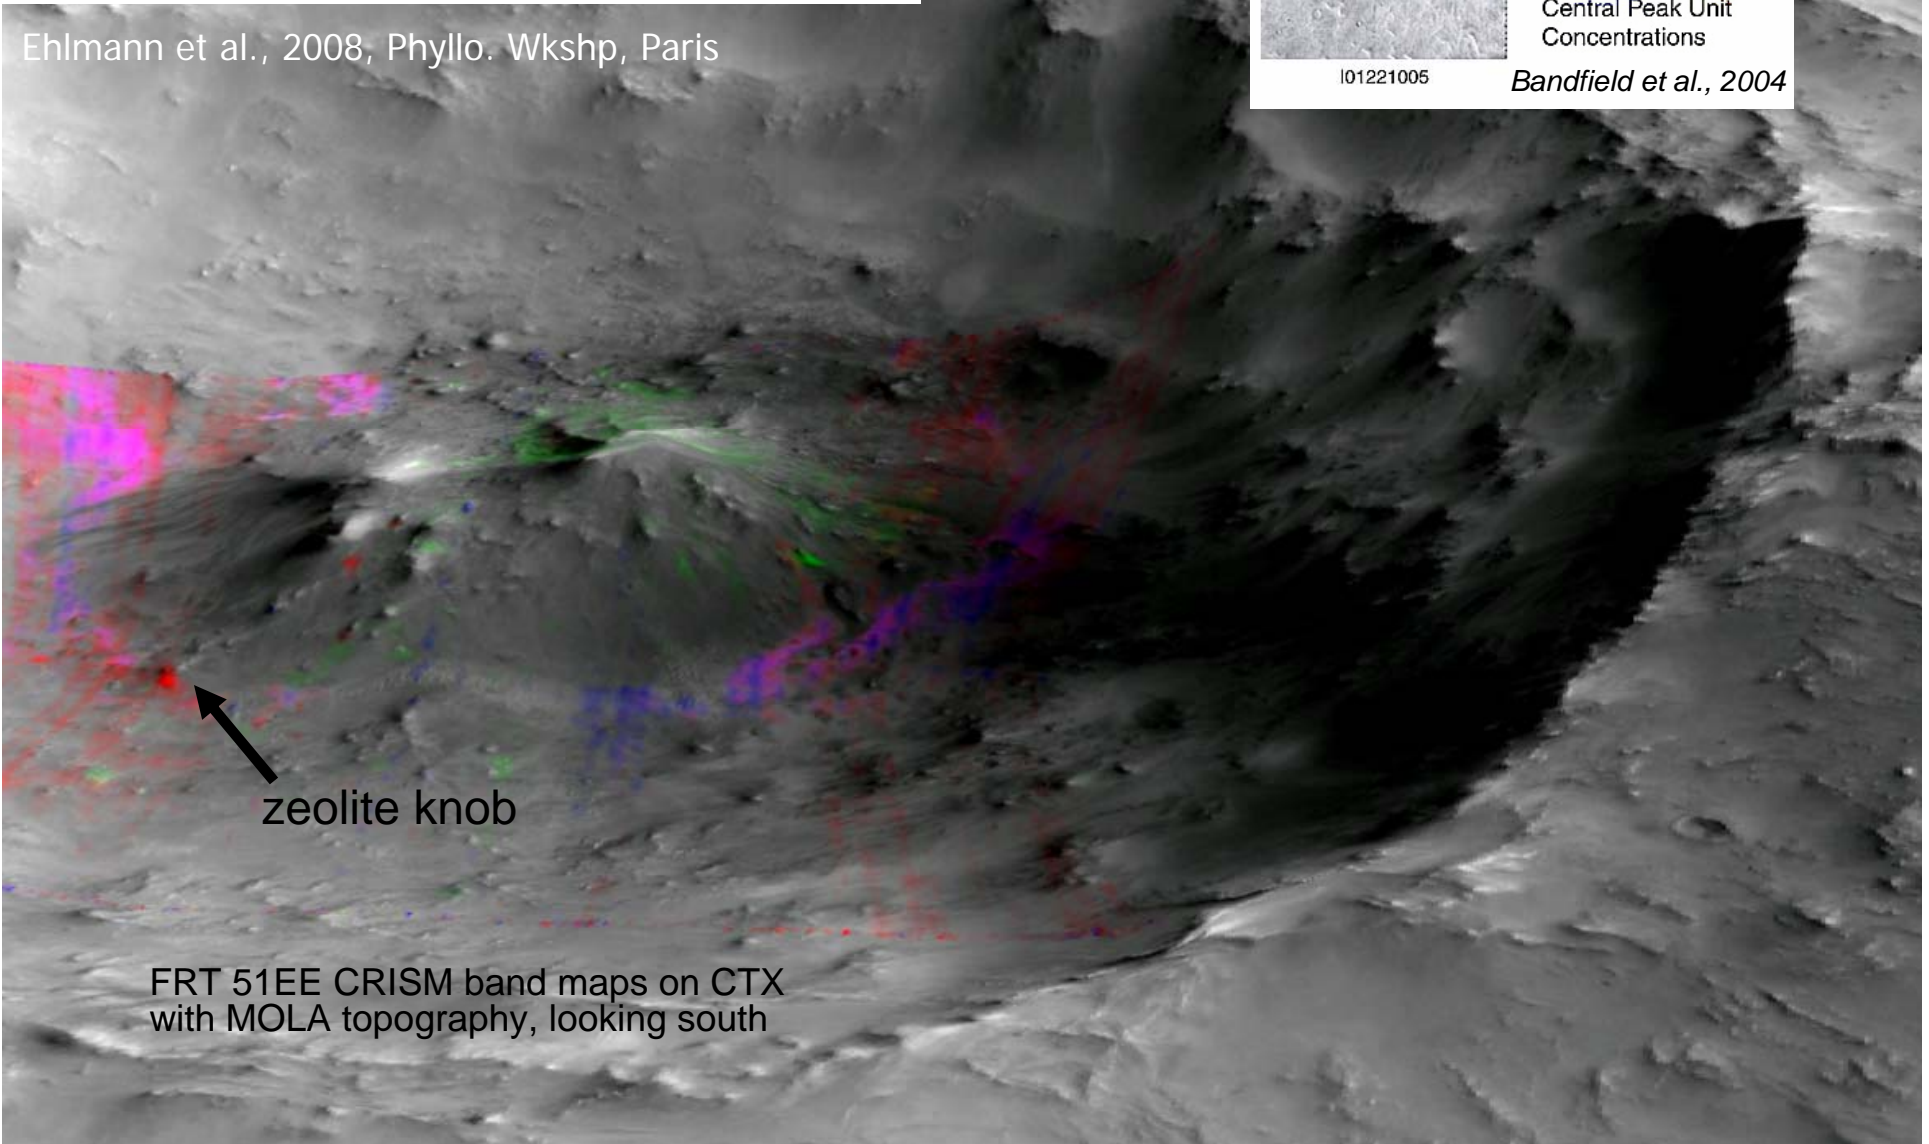 Ehlmann et al., 2008, Phyllo. Wkshp, Paris
Central Peak Unit
Concentrations
I01221005
Bandfield et al., 2004
zeolite knob
FRT 51EE CRISM band maps on CTX
with MOLA topography, looking south